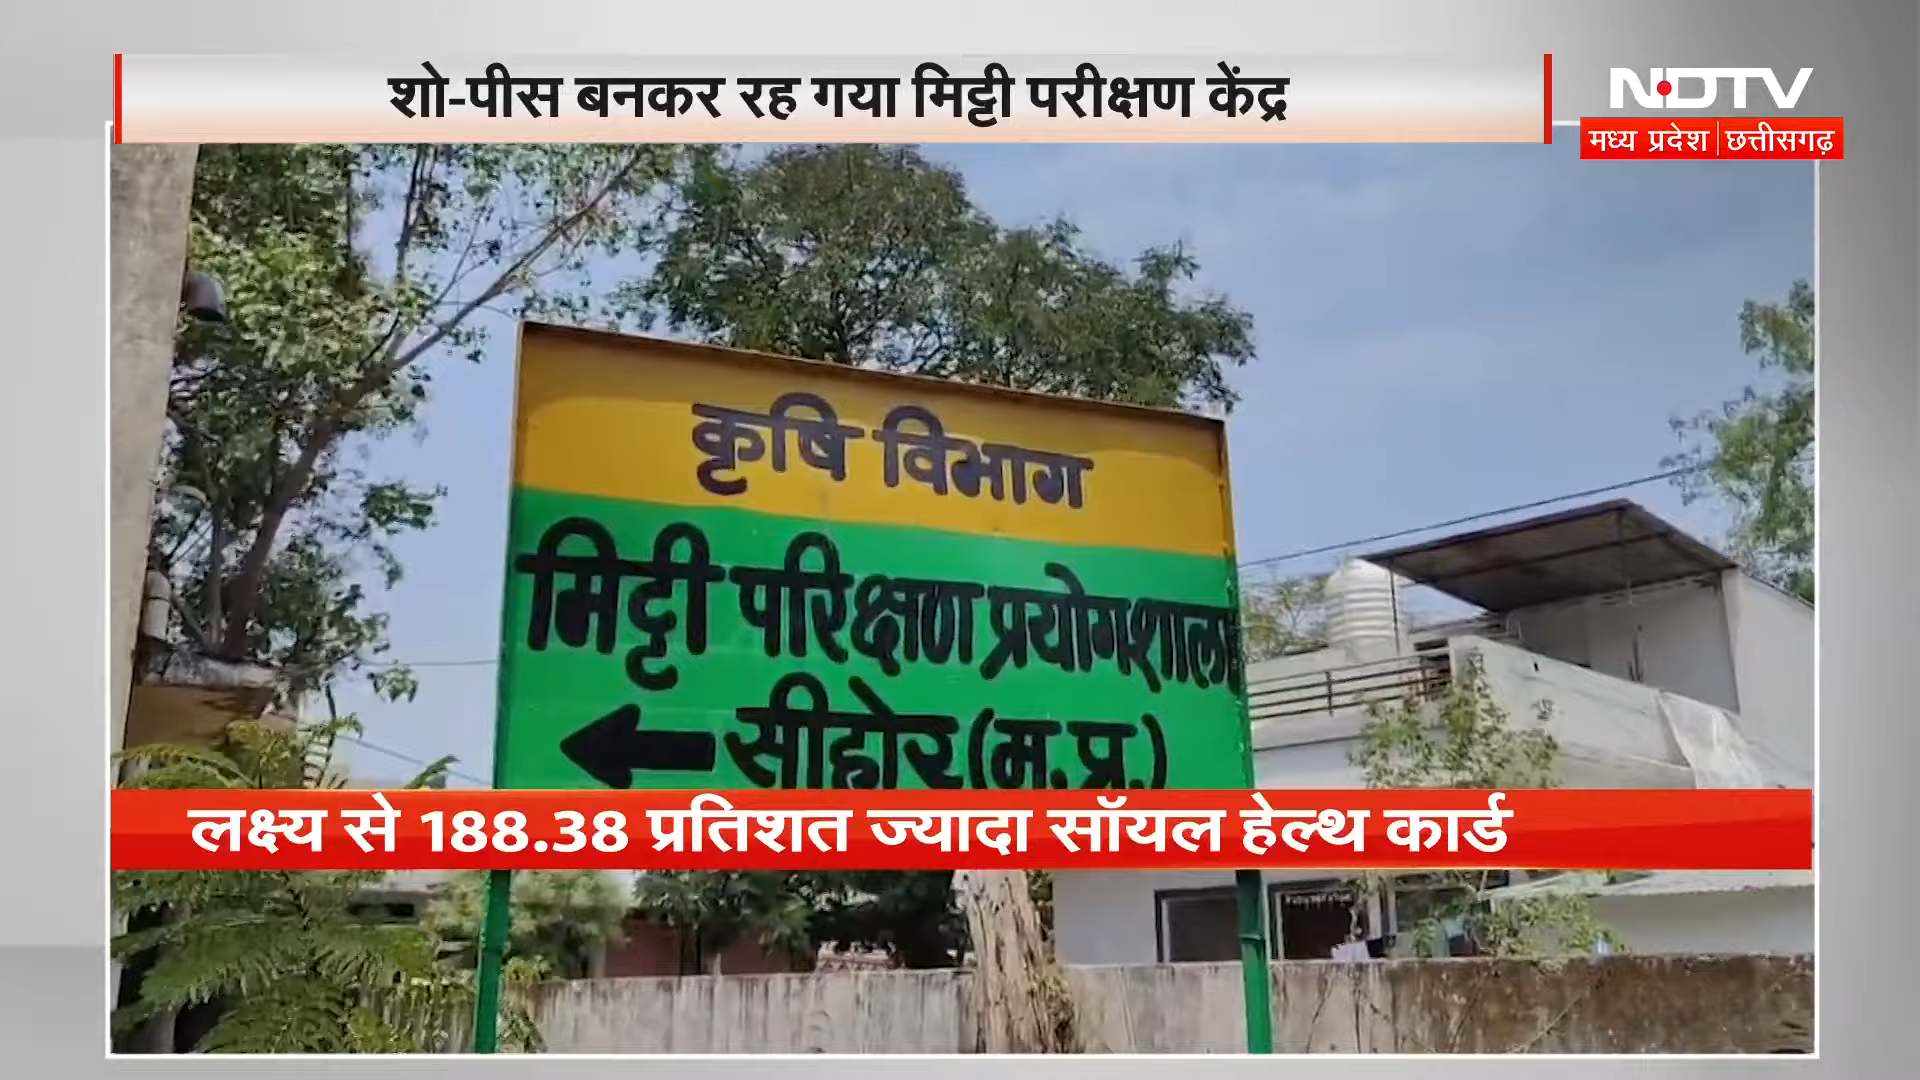 शो-पीस बनकर रह गया मिट्टी परीक्षण केंद्र
NDTV
मध्य प्रदेश|छत्तीसगढ़
कृषि विभाग
मिट्टी परिक्षण प्रयोगशाला
सीहोर (म.प्र.)
लक्ष्य से 188.38 प्रतिशत ज्यादा सॉयल हेल्थ कार्ड